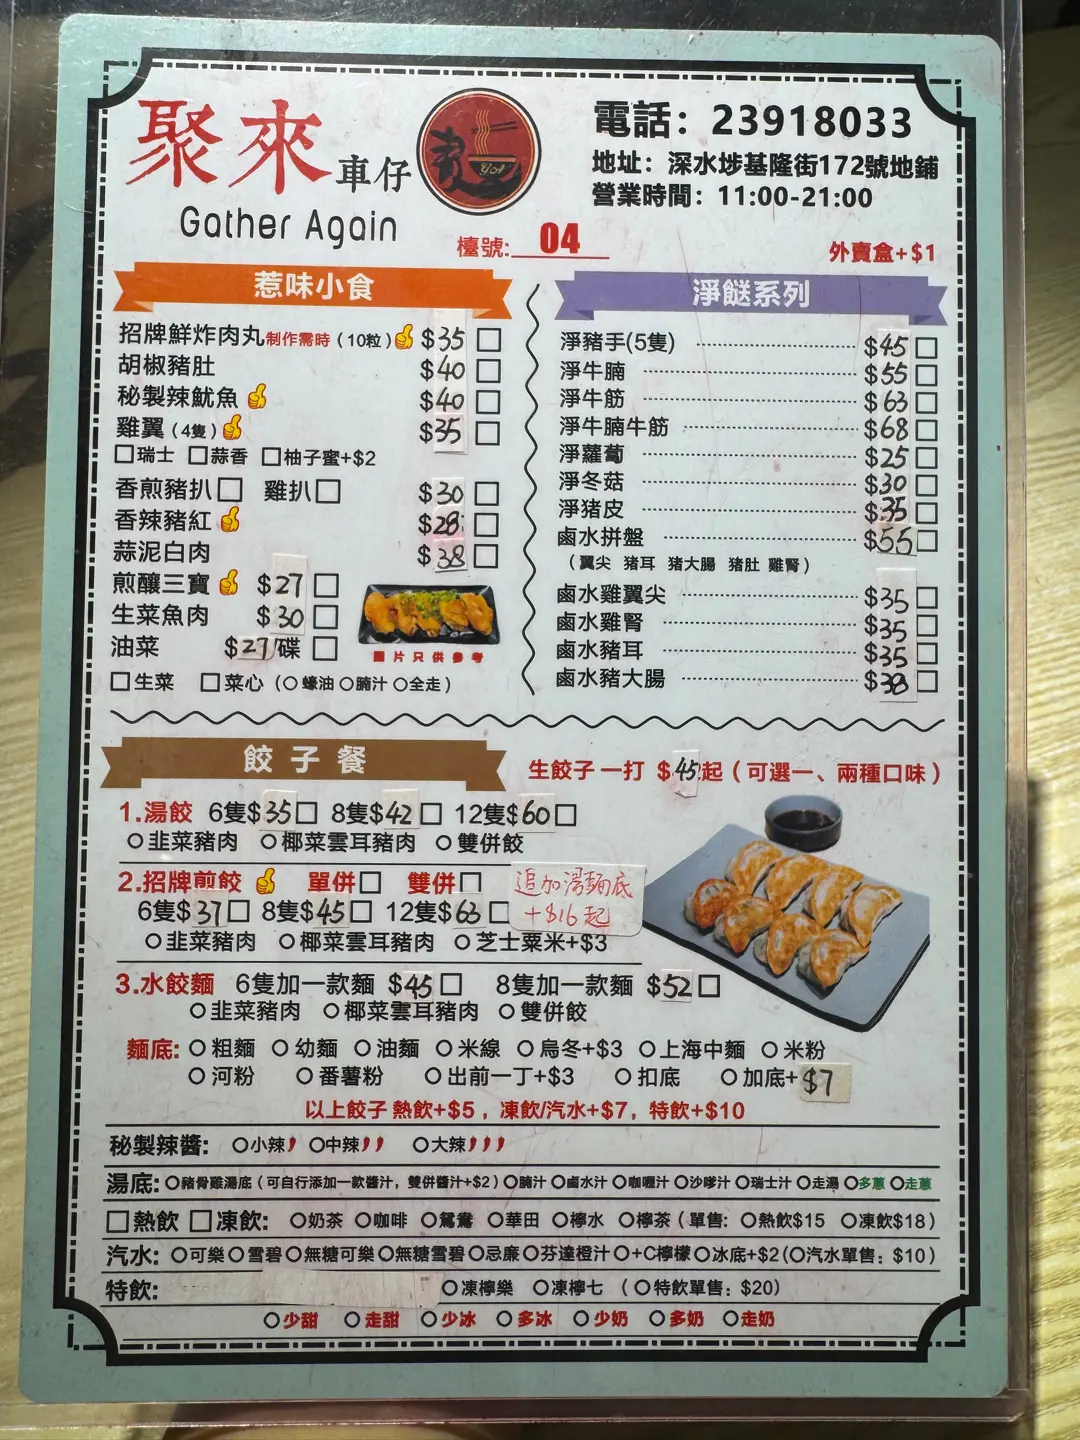 聚來車仔
Gather Again
電話：23918033
地址：深水埗基隆街172號地鋪
營業時間：11:00-21:00
檯號: 04
外賣盒+$1
惹味小食
招牌鮮炸肉丸制作需時（10粒） $35
胡椒豬肚 $40
秘製辣魷魚 $40
雞翼（4隻） $35
瑞士 蒜香 柚子蜜+$2
香煎豬扒 雞扒 $30
香辣豬紅 $28
蒜泥白肉 $38
煎釀三寶 $27
生菜魚肉 $30
油菜 $27/碟
圖片只供參考
生菜 菜心（蠔油 腩汁 全走）
淨餸系列
淨豬手(5隻) $45
淨牛腩 $55
淨牛筋 $63
淨牛腩牛筋 $68
淨蘿蔔 $25
淨冬菇 $30
淨豬皮 $35
鹵水拼盤 $55
（翼尖 豬耳 豬大腸 豬肚 雞腎）
鹵水雞翼尖 $35
鹵水雞腎 $35
鹵水豬耳 $35
鹵水豬大腸 $38
餃子餐
生餃子一打 $45起（可選一、兩種口味）
1.湯餃 6隻$35 8隻$42 12隻$60
韭菜豬肉 椰菜雲耳豬肉 雙併餃
2.招牌煎餃 單併 雙併
6隻$37 8隻$45 12隻$63
追加湯麵底
+$16起
韭菜豬肉 椰菜雲耳豬肉 芝士粟米+$3
3.水餃麵 6隻加一款麵 $45 8隻加一款麵 $52
韭菜豬肉 椰菜雲耳豬肉 雙併餃
麵底: 粗麵 幼麵 油麵 米線 烏冬+$3 上海中麵 米粉
河粉 番薯粉 出前一丁+$3 扣底 加底+$7
以上餃子 熱飲+$5，凍飲/汽水+$7，特飲+$10
秘製辣醬: 小辣 中辣 大辣
湯底: 豬骨雞湯底（可自行添加一款醬汁，雙併醬汁+$2）腩汁 鹵水汁 咖喱汁 沙嗲汁 瑞士汁 走湯 多蔥 走蔥
熱飲 凍飲: 奶茶 咖啡 鴛鴦 華田 檸水 檸茶（單售: 熱飲$15 凍飲$18）
汽水: 可樂 雪碧 無糖可樂 無糖雪碧 忌廉 芬達橙汁 +C檸檬 冰底+$2(汽水單售：$10)
特飲: 凍檸樂 凍檸七 （特飲單售：$20)
少甜 走甜 少冰 多冰 少奶 多奶 走奶